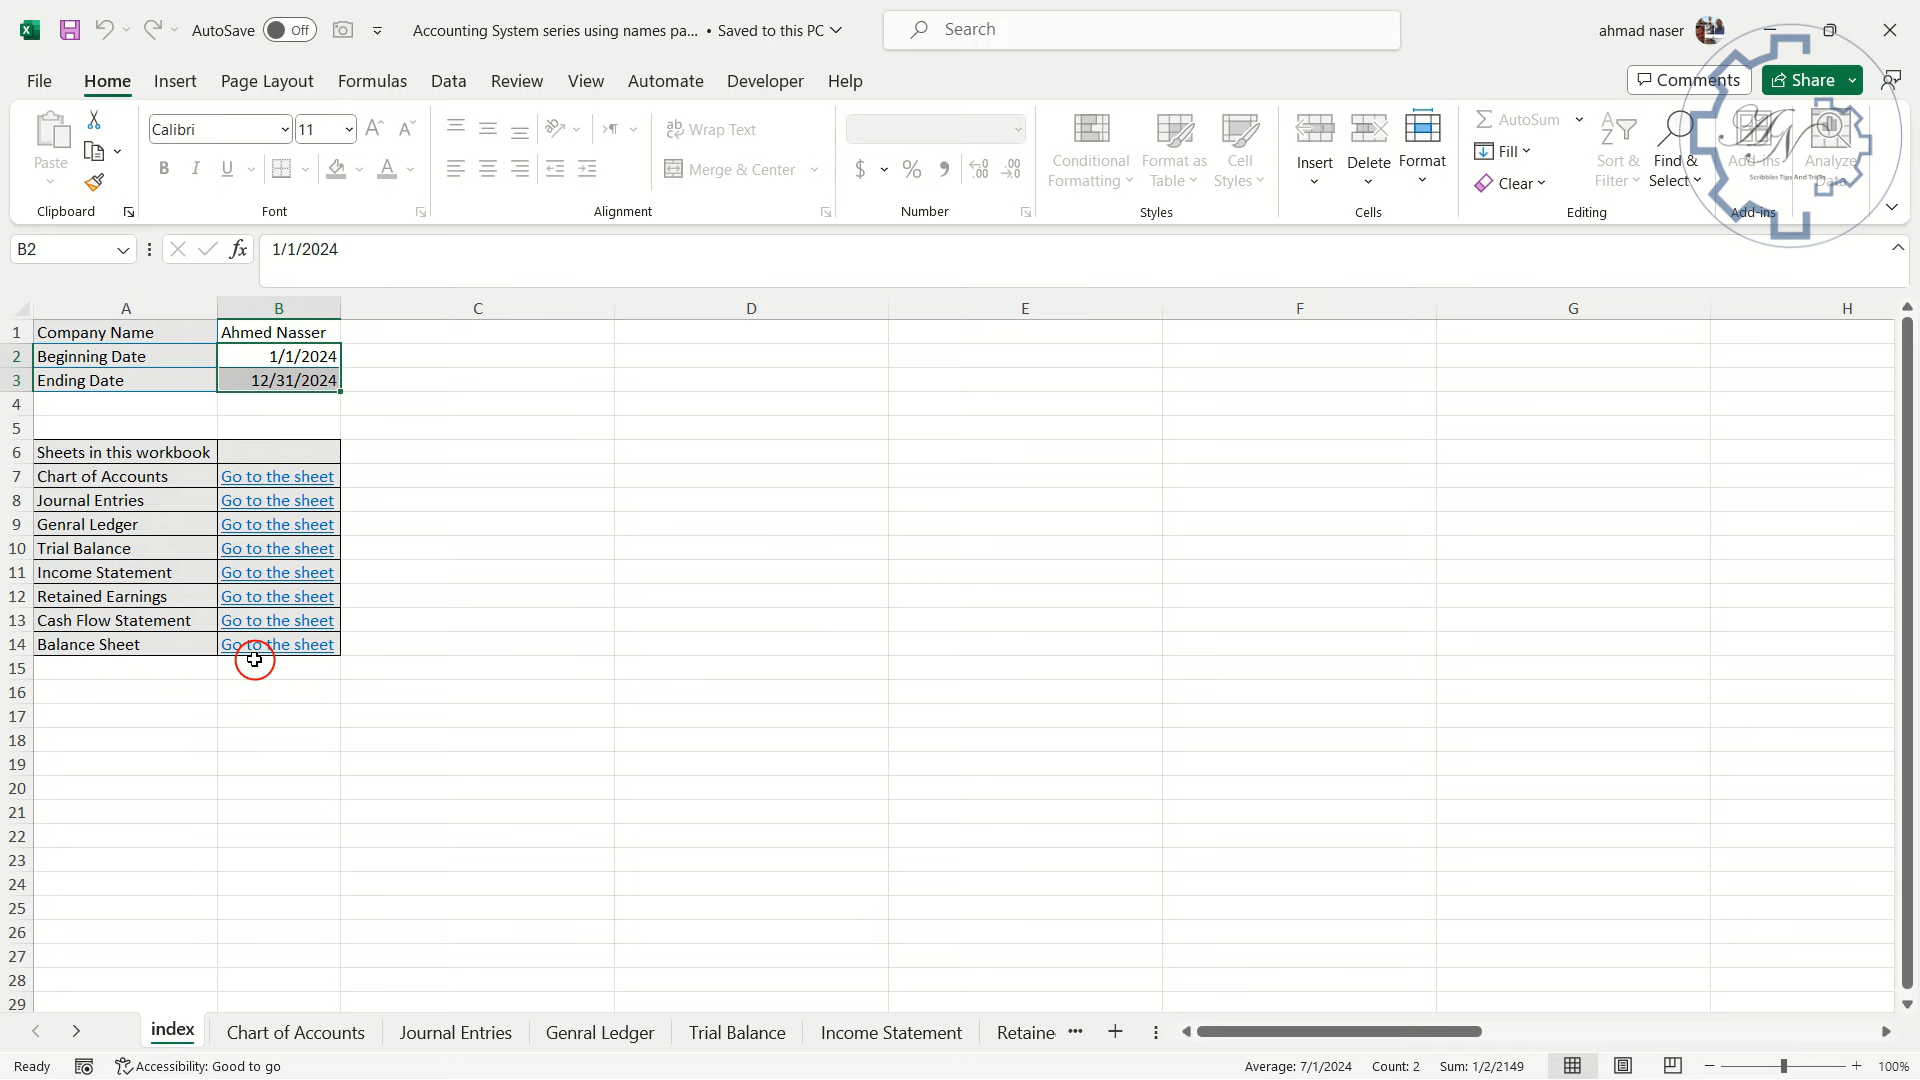 AutoSave Off
Accounting System series using names pa... • Saved to this PC
Search
ahmad naser
File Home Insert Page Layout Formulas Data Review View Automate Developer Help
Comments Share
Paste
Clipboard
Calibri 11
B I U A
Font
Wrap Text
Merge & Center
Alignment
$ % 9
Number
Conditional Formatting
Format as Table
Cell Styles
Styles
Insert
Delete
Format
Cells
AutoSum
Fill
Clear
Sort & Filter
Find & Select
Editing
Add-ins
Add-ins
Analyze Data
AN
Scribbles Tips And Tricks
B2 fx 1/1/2024
A B C D E F G H
1 Company Name Ahmed Nasser
2 Beginning Date 1/1/2024
3 Ending Date 12/31/2024
4
5
6 Sheets in this workbook
7 Chart of Accounts Go to the sheet
8 Journal Entries Go to the sheet
9 Genral Ledger Go to the sheet
10 Trial Balance Go to the sheet
11 Income Statement Go to the sheet
12 Retained Earnings Go to the sheet
13 Cash Flow Statement Go to the sheet
14 Balance Sheet Go to the sheet
15
16
17
18
19
20
21
22
23
24
25
26
27
28
29
index Chart of Accounts Journal Entries Genral Ledger Trial Balance Income Statement Retaine ...
Ready Accessibility: Good to go Average: 7/1/2024 Count: 2 Sum: 1/2/2149 100%